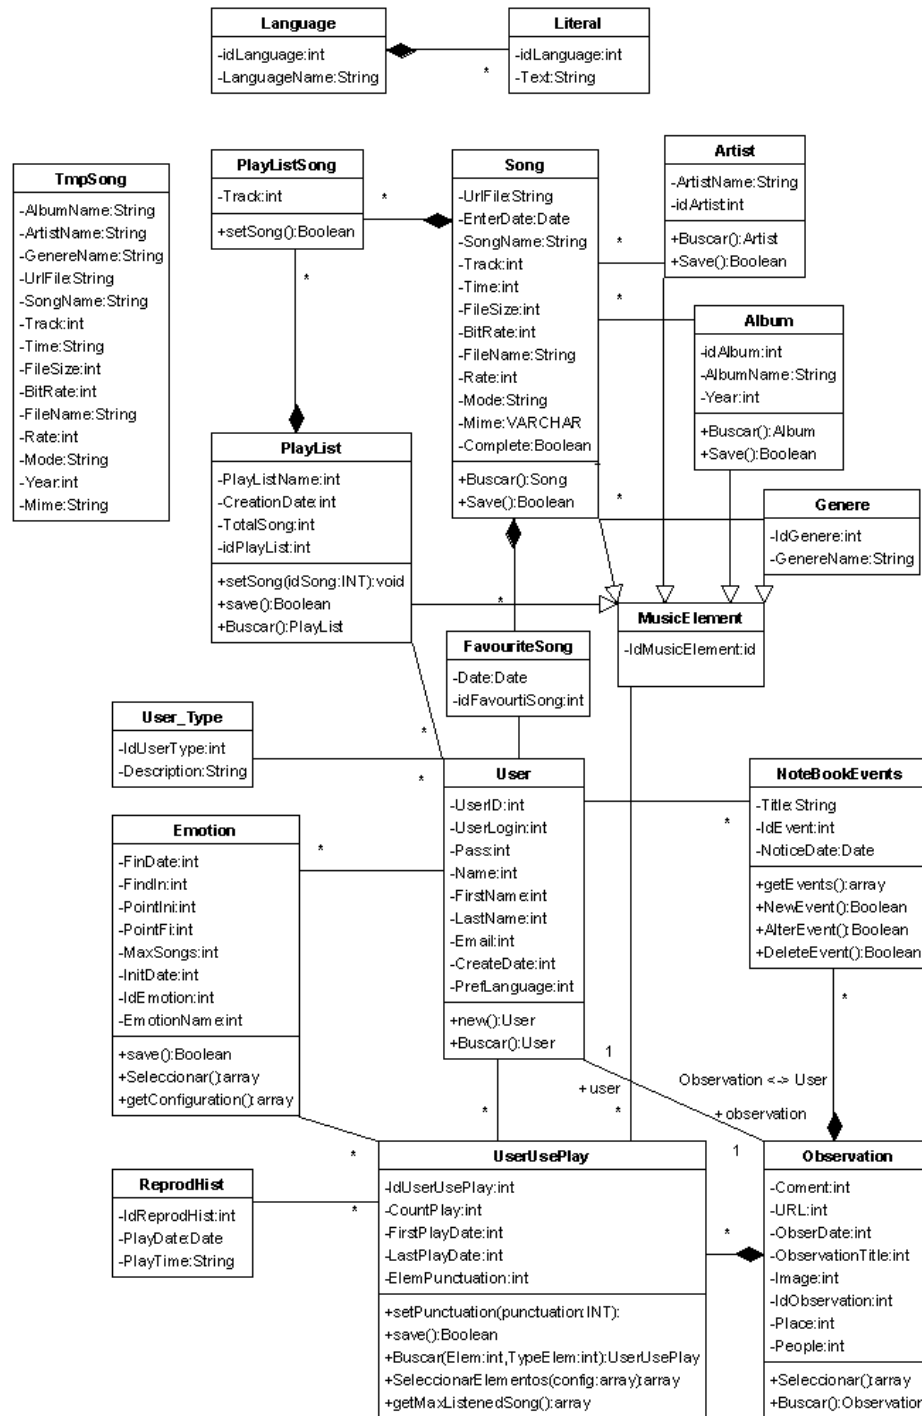 Language
-idLanguage:int
-LanguageName:String
Literal
-idLanguage:int
-Text:String
*
TmpSong
-AlbumName:String
-ArtistName:String
-GenereName:String
-UrlFile:String
-SongName:String
-Track:int
-Time:String
-FileSize:int
-BitRate:int
-FileName:String
-Rate:int
-Mode:String
-Year:int
-Mime:String
PlayListSong
-Track:int
+setSong():Boolean
*
*
Song
-UrlFile:String
-EnterDate:Date
-SongName:String
-Track:int
-Time:int
-FileSize:int
-BitRate:int
-FileName:String
-Rate:int
-Mode:String
-Mime:VARCHAR
-Complete:Boolean
+Buscar():Song
+Save():Boolean
*
*
*
Artist
-ArtistName:String
-idArtist:int
+Buscar():Artist
+Save():Boolean
Album
-idAlbum:int
-AlbumName:String
-Year:int
+Buscar():Album
+Save():Boolean
Genere
-IdGenere:int
-GenereName:String
PlayList
-PlayListName:int
-CreationDate:int
-TotalSong:int
-idPlayList:int
+setSong(idSong:INT):void
+save():Boolean
+Buscar():PlayList
*
MusicElement
-IdMusicElement:id
FavouriteSong
-Date:Date
-idFavourtiSong:int
User_Type
-IdUserType:int
-Description:String
*
*
User
-UserID:int
-UserLogin:int
-Pass:int
-Name:int
-FirstName:int
-LastName:int
-Email:int
-CreateDate:int
-PrefLanguage:int
+new():User
+Buscar():User
NoteBookEvents
-Title:String
-IdEvent:int
-NoticeDate:Date
+getEvents():array
+NewEvent():Boolean
+AlterEvent():Boolean
+DeleteEvent():Boolean
*
*
Emotion
-FinDate:int
-FindIn:int
-PointIni:int
-PointFi:int
-MaxSongs:int
-InitDate:int
-IdEmotion:int
-EmotionName:int
+save():Boolean
+Seleccionar():array
+getConfiguration():array
*
*
1
+ user
Observation <-> User
+ observation
1
*
*
ReprodHist
-IdReprodHist:int
-PlayDate:Date
-PlayTime:String
*
UserUsePlay
-IdUserUsePlay:int
-CountPlay:int
-FirstPlayDate:int
-LastPlayDate:int
-ElemPunctuation:int
+setPunctuation(punctuation:INT):
+save():Boolean
+Buscar(Elem:int,TypeElem:int):UserUsePlay
+SeleccionarElementos(config:array):array
+getMaxListenedSong():array
*
Observation
-Coment:int
-URL:int
-ObserDate:int
-ObservationTitle:int
-Image:int
-IdObservation:int
-Place:int
-People:int
+Seleccionar():array
+Buscar():Observation